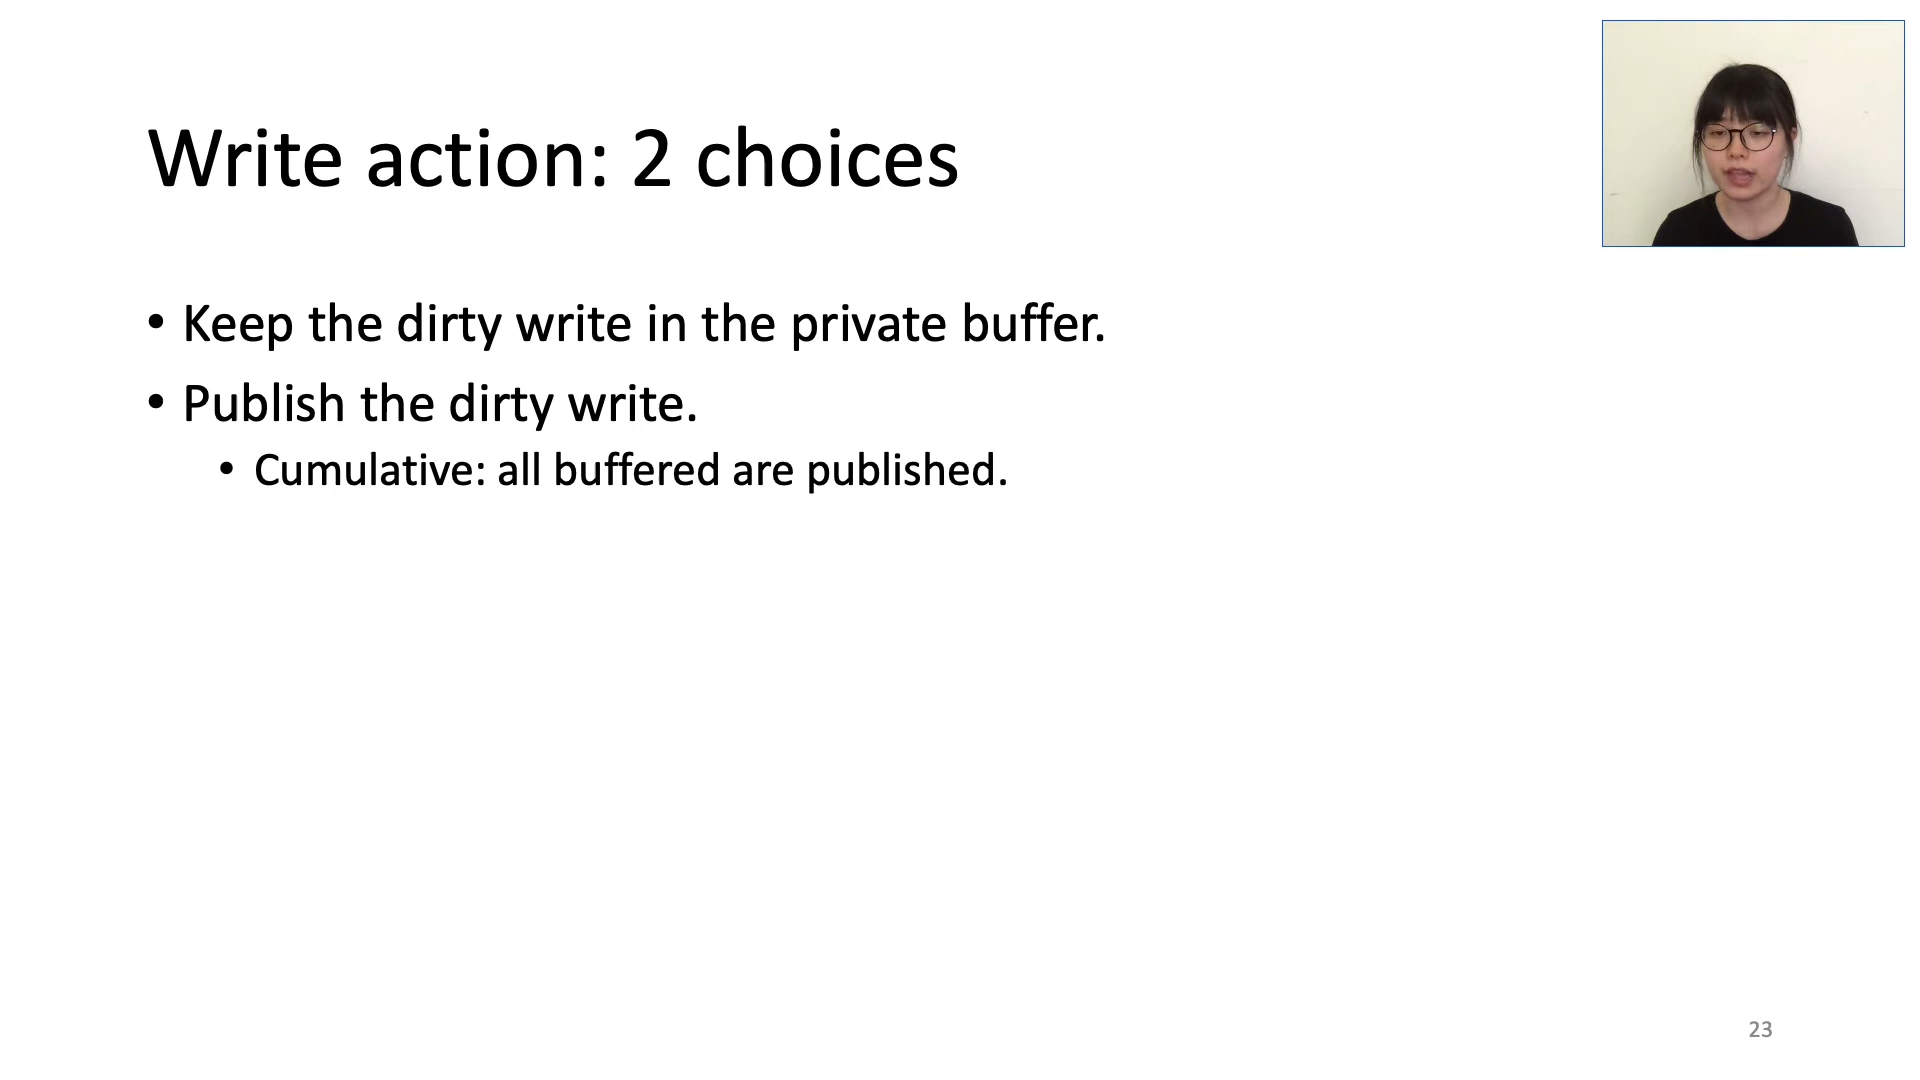 Write action: 2 choices
• Keep the dirty write in the private buffer.
• Publish the dirty write.
• Cumulative: all buffered are published.
23